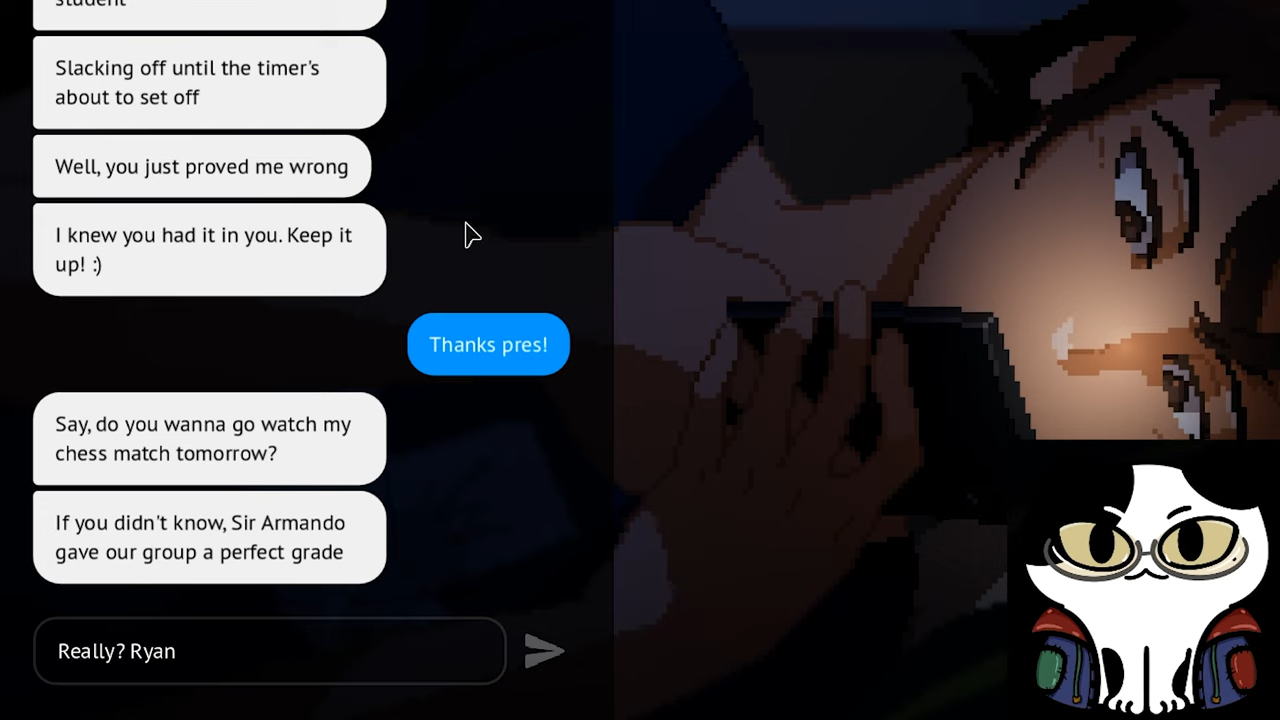 student
Slacking off until the timer's
about to set off
Well, you just proved me wrong
I knew you had it in you. Keep it
up! :)
Thanks pres!
Say, do you wanna go watch my
chess match tomorrow?
If you didn't know, Sir Armando
gave our group a perfect grade
Really? Ryan